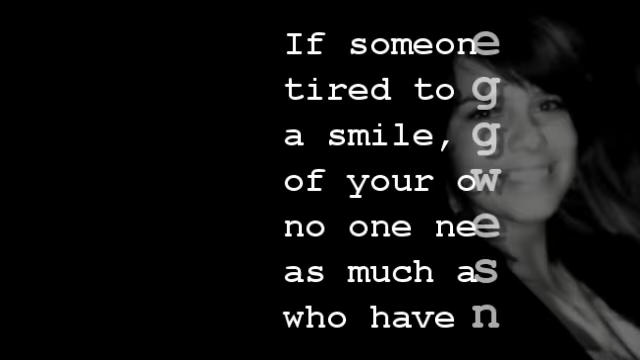 If someone
tired to g
a smile, g
of your ow
no one nee
as much as
who have n